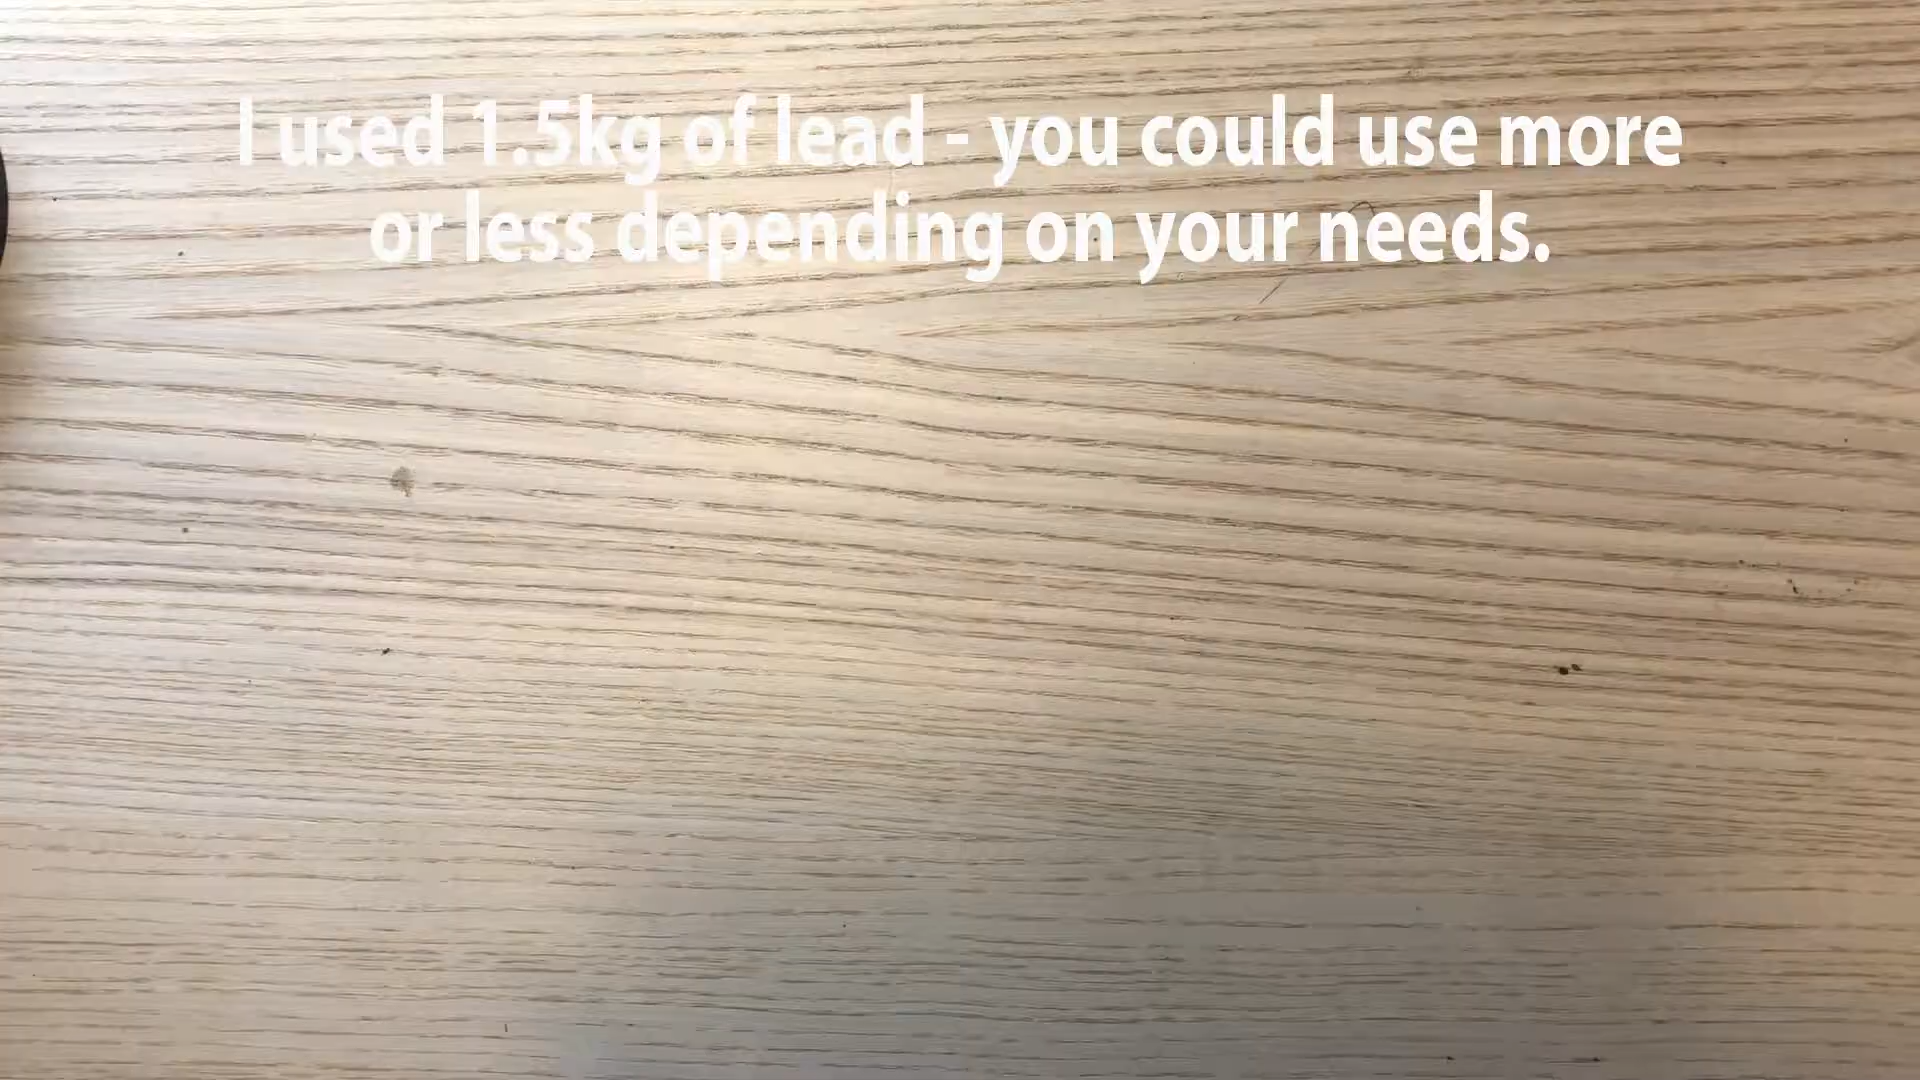 I used 1.5kg of lead - you could use more
or less depending on your needs.